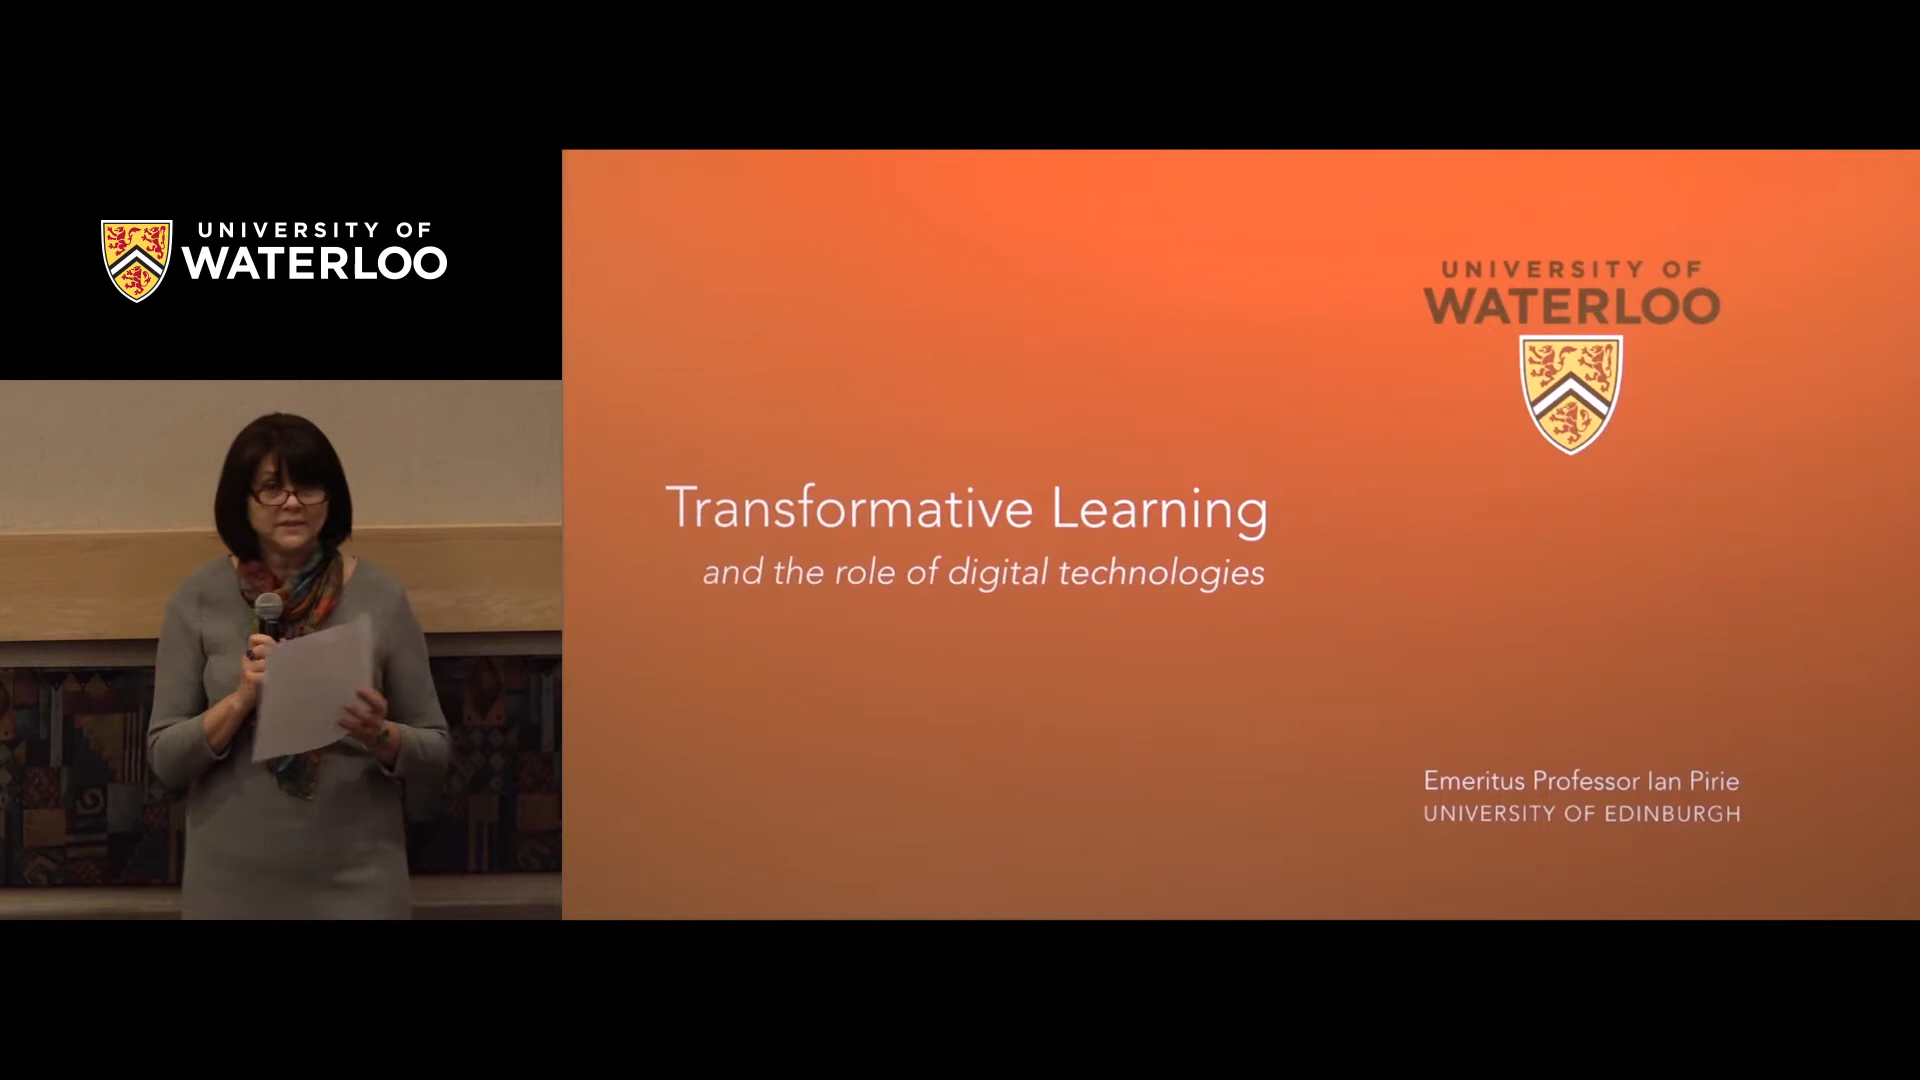 UNIVERSITY OF
WATERLOO
UNIVERSITY OF
WATERLOO
Transformative Learning
and the role of digital technologies
Emeritus Professor Ian Pirie
UNIVERSITY OF EDINBURGH